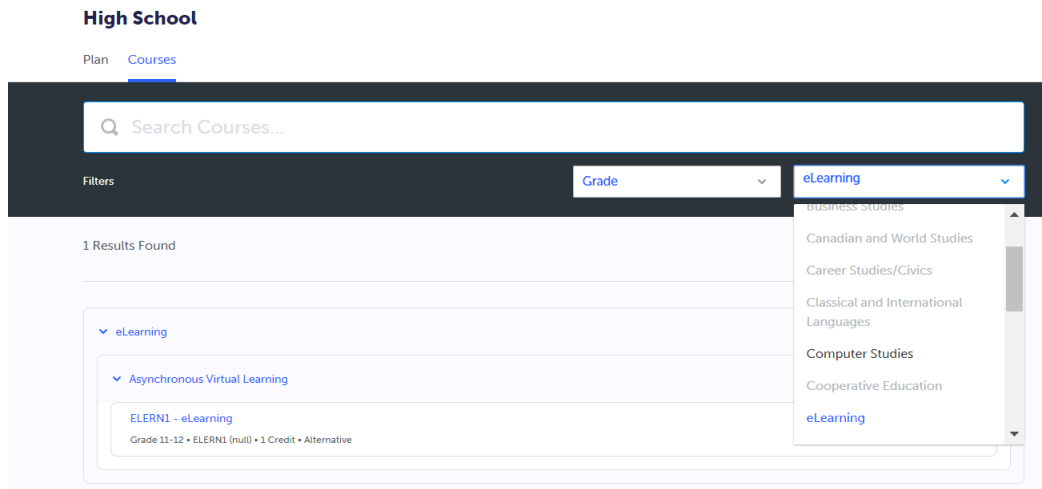 High School
Plan Courses
Search Courses...
Filters
Grade
eLearning
Business Studies
1 Results Found
Canadian and World Studies
Career Studies/Civics
Classical and International
Languages
Computer Studies
Cooperative Education
eLearning
eLearning
Asynchronous Virtual Learning
ELERN1 - eLearning
Grade 11-12 • ELERN1 (null) • 1 Credit • Alternative